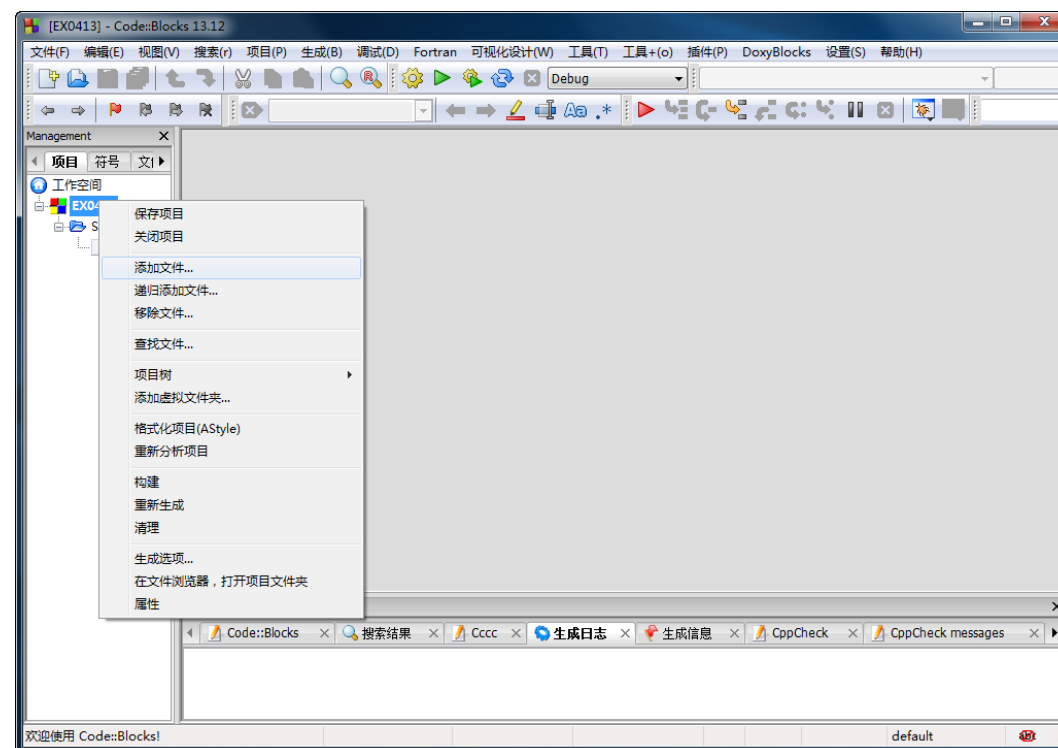 [EX0413] - Code::Blocks 13.12
文件(F) 编辑(E) 视图(V) 搜索(r) 项目(P) 生成(B) 调试(D) Fortran 可视化设计(W) 工具(T) 工具+(o) 插件(P) DoxyBlocks 设置(S) 帮助(H)
Debug
Management
项目 符号
工作空间
保存项目
关闭项目
添加文件...
递归添加文件...
移除文件...
查找文件...
项目树
添加虚拟文件夹...
格式化项目(AStyle)
重新分析项目
构建
重新生成
清理
生成选项...
在文件浏览器，打开项目文件夹
属性
Code::Blocks 搜索结果 Cccc 生成日志 生成信息 CppCheck CppCheck messages
欢迎使用 Code::Blocks! default